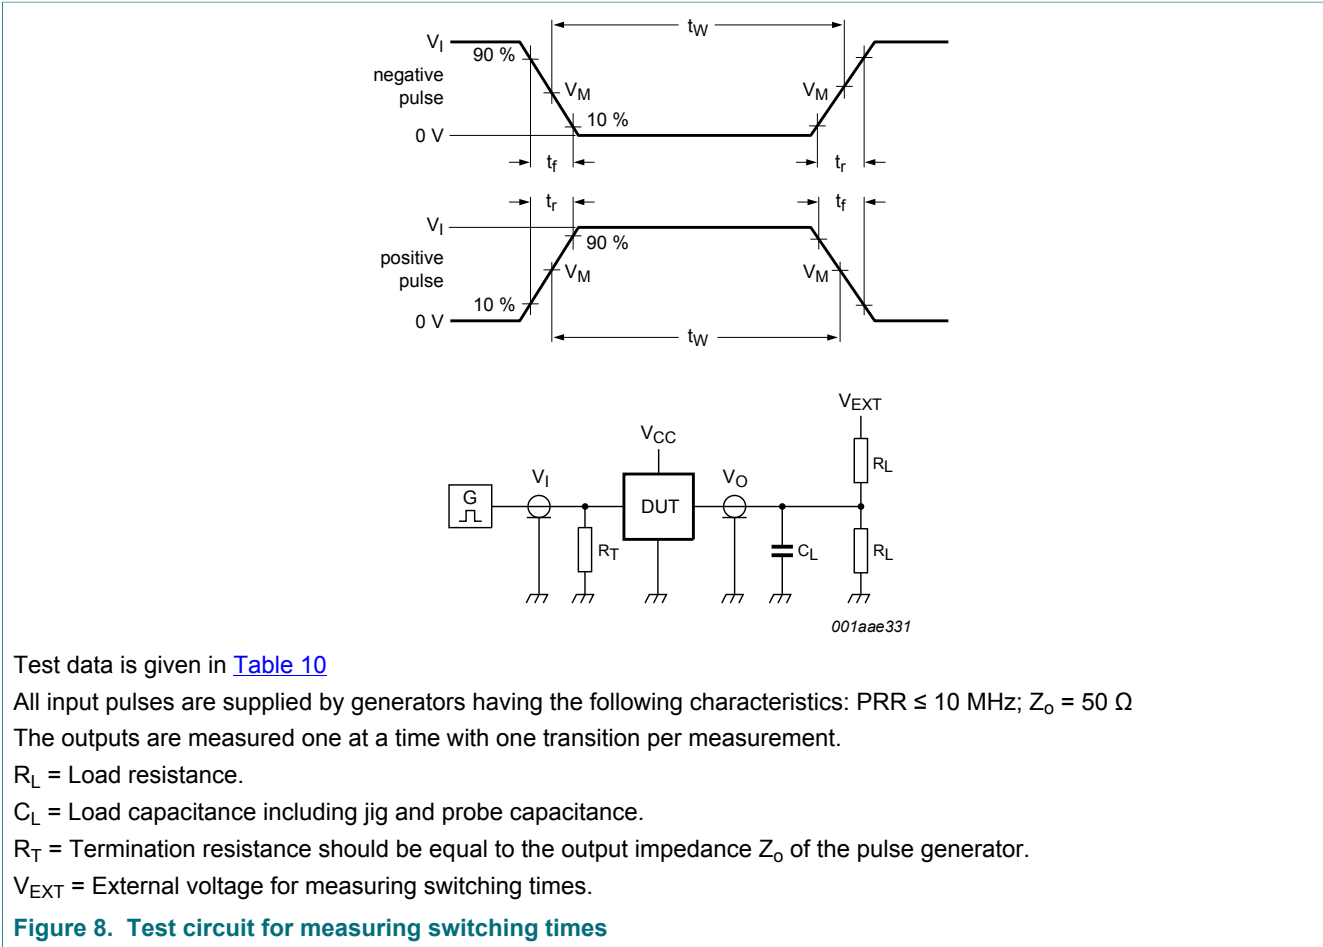 tW
VI
90 %
negative
pulse
VM
VM
10 %
0 V
tf
tr
tr
tf
VI
90 %
positive
pulse
VM
VM
10 %
0 V
tW
VEXT
VCC
RL
VI
VO
G
DUT
RT
CL
RL
001aae331
Test data is given in Table 10
All input pulses are supplied by generators having the following characteristics: PRR ≤ 10 MHz; Zo = 50 Ω
The outputs are measured one at a time with one transition per measurement.
RL = Load resistance.
CL = Load capacitance including jig and probe capacitance.
RT = Termination resistance should be equal to the output impedance Zo of the pulse generator.
VEXT = External voltage for measuring switching times.
Figure 8. Test circuit for measuring switching times